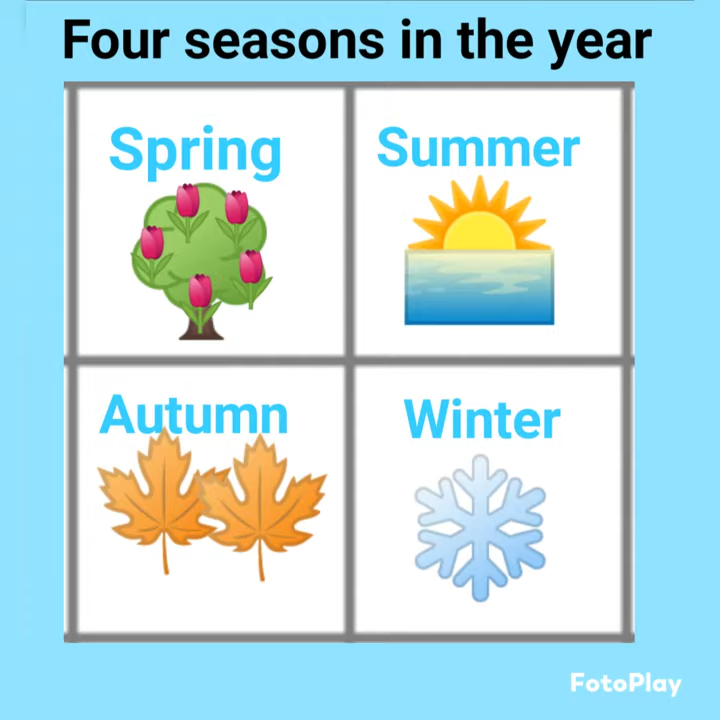 Four seasons in the year
Spring
Summer
Autumn
Winter
FotoPlay